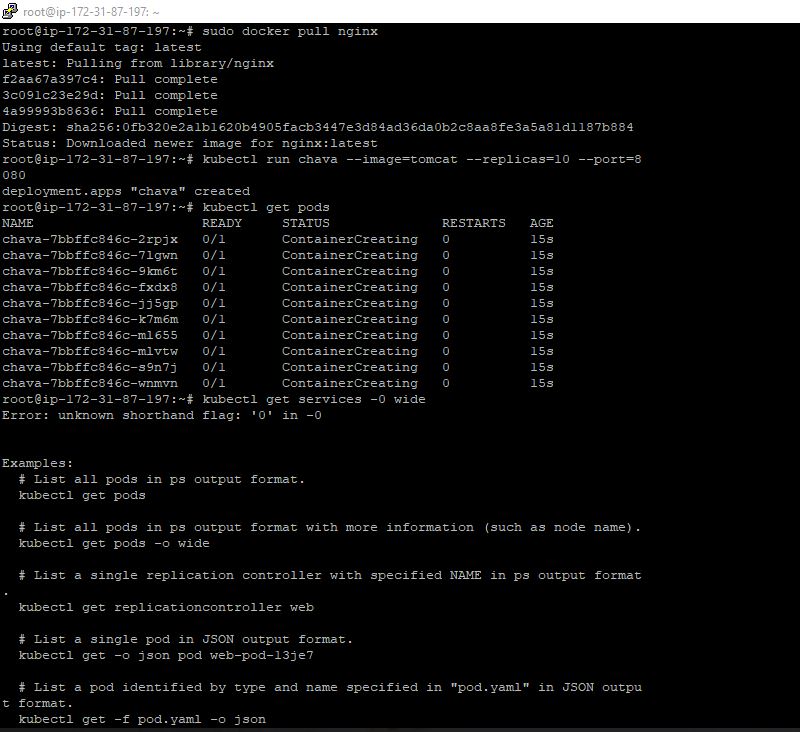 root@ip-172-31-87-197: ~
root@ip-172-31-87-197:~# sudo docker pull nginx
Using default tag: latest
latest: Pulling from library/nginx
f2aa67a397c4: Pull complete
3c091c23e29d: Pull complete
4a99993b8636: Pull complete
Digest: sha256:0fb320e2a1b1620b4905facb3447e3d84ad36da0b2c8aa8fe3a5a81d1187b884
Status: Downloaded newer image for nginx:latest
root@ip-172-31-87-197:~# kubectl run chava --image=tomcat --replicas=10 --port=8
080
deployment.apps "chava" created
root@ip-172-31-87-197:~# kubectl get pods
NAME                     READY     STATUS              RESTARTS   AGE
chava-7bbffc846c-2rpjx   0/1       ContainerCreating   0          15s
chava-7bbffc846c-7lgwn   0/1       ContainerCreating   0          15s
chava-7bbffc846c-9km6t   0/1       ContainerCreating   0          15s
chava-7bbffc846c-fxdx8   0/1       ContainerCreating   0          15s
chava-7bbffc846c-jj5gp   0/1       ContainerCreating   0          15s
chava-7bbffc846c-k7m6m   0/1       ContainerCreating   0          15s
chava-7bbffc846c-ml655   0/1       ContainerCreating   0          15s
chava-7bbffc846c-mlvtw   0/1       ContainerCreating   0          15s
chava-7bbffc846c-s9n7j   0/1       ContainerCreating   0          15s
chava-7bbffc846c-wnmvn   0/1       ContainerCreating   0          15s
root@ip-172-31-87-197:~# kubectl get services -0 wide
Error: unknown shorthand flag: '0' in -0


Examples:
  # List all pods in ps output format.
  kubectl get pods

  # List all pods in ps output format with more information (such as node name).
  kubectl get pods -o wide

  # List a single replication controller with specified NAME in ps output format
.
  kubectl get replicationcontroller web

  # List a single pod in JSON output format.
  kubectl get -o json pod web-pod-13je7

  # List a pod identified by type and name specified in "pod.yaml" in JSON outpu
t format.
  kubectl get -f pod.yaml -o json